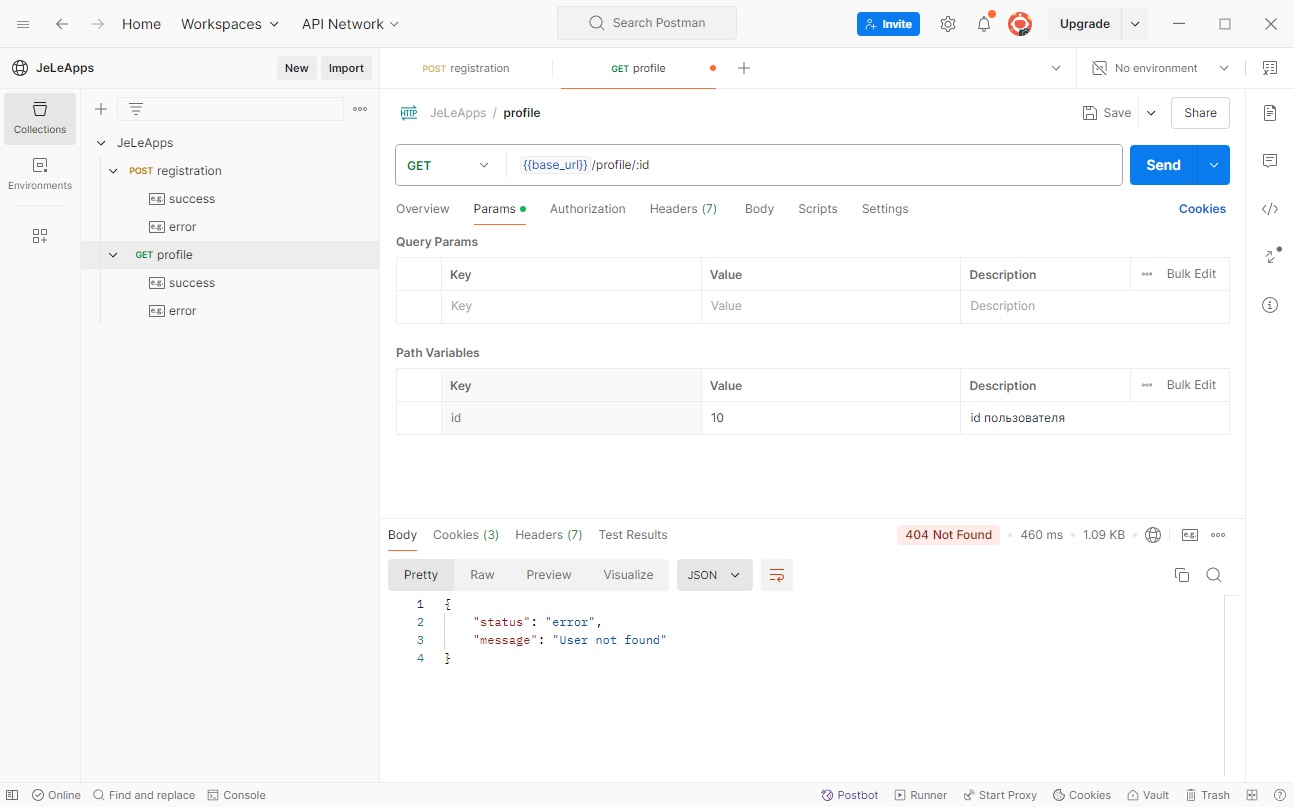 Home Workspaces API Network Search Postman Invite Upgrade
JeLeApps New Import POST registration GET profile No environment
Collections
Environments
JeLeApps
POST registration
e.g. success
e.g. error
GET profile
e.g. success
e.g. error
HTTP JeLeApps / profile Save Share
GET {{base_url}} /profile/:id Send
Overview Params Authorization Headers (7) Body Scripts Settings Cookies
Query Params
Key Value Description Bulk Edit
Key Value Description
Path Variables
Key Value Description Bulk Edit
id 10 id пользователя
Body Cookies (3) Headers (7) Test Results 404 Not Found 460 ms 1.09 KB e.g.
Pretty Raw Preview Visualize JSON
1 {
2 "status": "error",
3 "message": "User not found"
4 }
Online Find and replace Console Postbot Runner Start Proxy Cookies Vault Trash